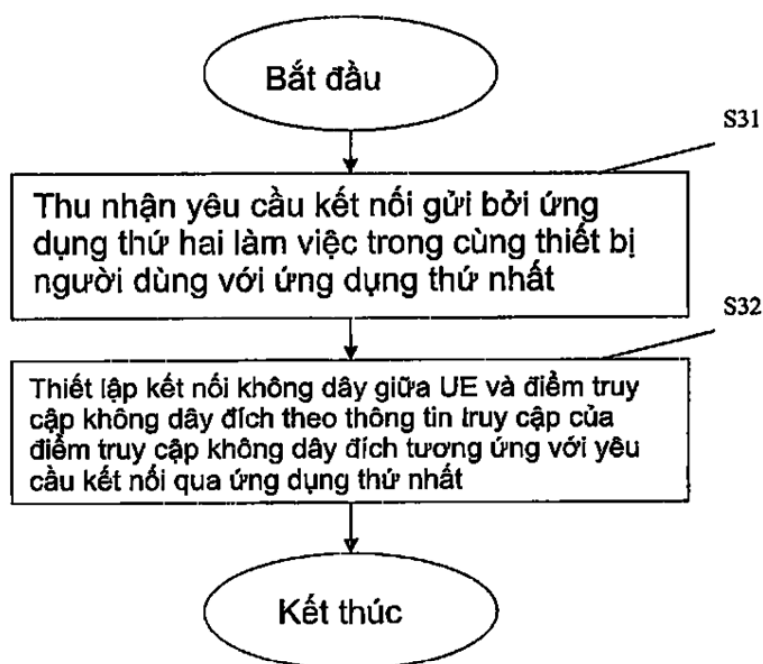 Bắt đầu
S31
Thu nhận yêu cầu kết nối gửi bởi ứng
dụng thứ hai làm việc trong cùng thiết bị
người dùng với ứng dụng thứ nhất
S32
Thiết lập kết nối không dây giữa UE và điểm truy
cập không dây đích theo thông tin truy cập của
điểm truy cập không dây đích tương ứng với yêu
cầu kết nối qua ứng dụng thứ nhất
Kết thúc